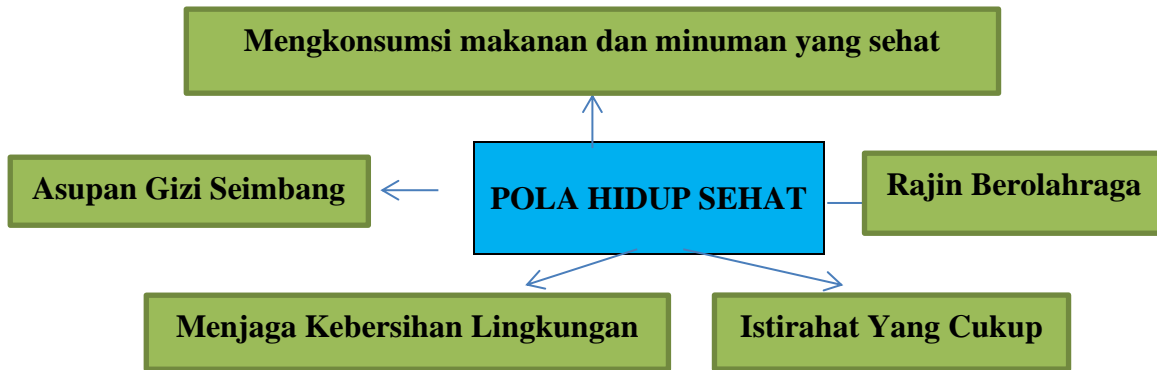 Mengkonsumsi makanan dan minuman yang sehat
Asupan Gizi Seimbang
POLA HIDUP SEHAT
Rajin Berolahraga
Menjaga Kebersihan Lingkungan
Istirahat Yang Cukup